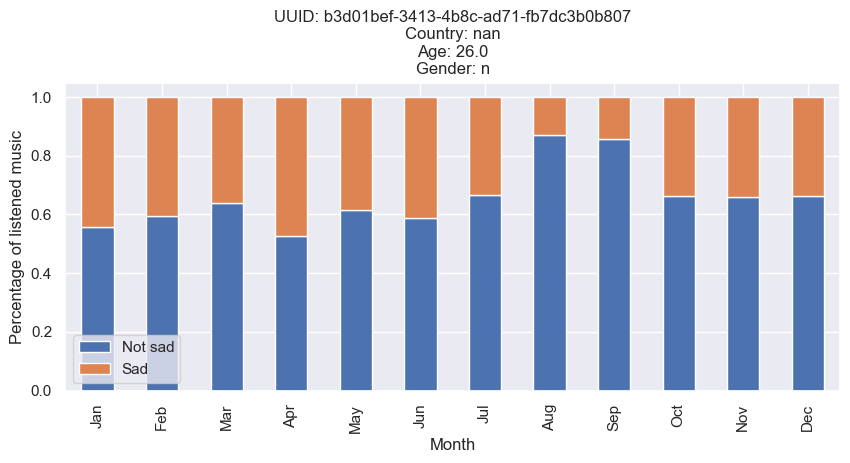 UUID: b3d01bef-3413-4b8c-ad71-fb7dc3b0b807
Country: nan
Age: 26.0
Gender: n
Percentage of listened music
1.0
0.8
0.6
0.4
0.2
0.0
Not sad
Sad
Jan
Feb
Mar
Apr
May
Jun
Jul
Aug
Sep
Oct
Nov
Dec
Month